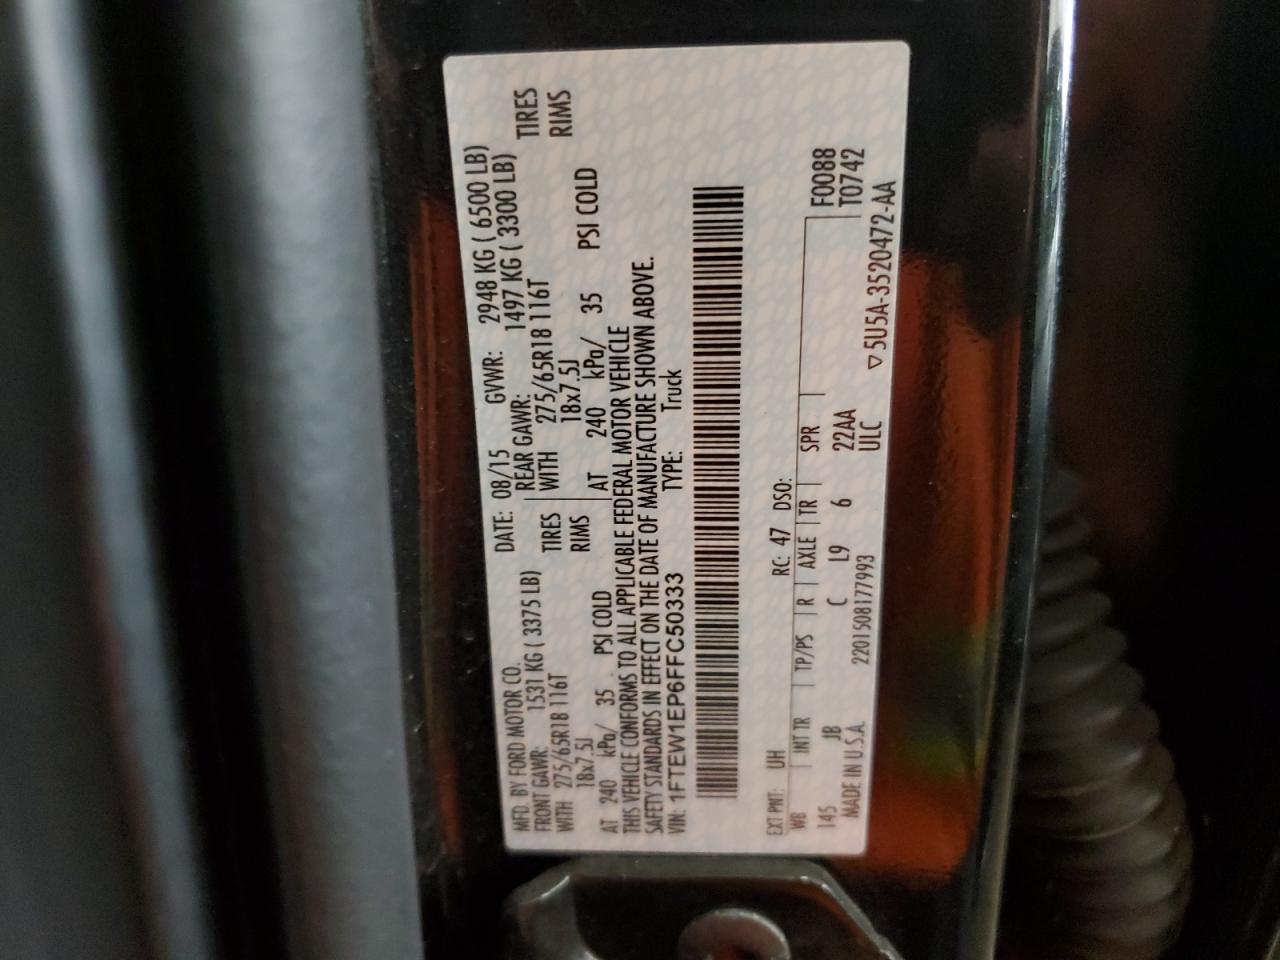 MFD. BY FORD MOTOR CO. DATE: 08/15 GVWR: 2948 KG ( 6500 LB)
FRONT GAWR: 1531 KG ( 3375 LB) REAR GAWR: 1497 KG ( 3300 LB)
WITH 275/65R18 116T TIRES WITH 275/65R18 116T TIRES
18x7.5J RIMS 18x7.5J RIMS
AT 240 kPa/ 35 PSI COLD AT 240 kPa/ 35 PSI COLD
THIS VEHICLE CONFORMS TO ALL APPLICABLE FEDERAL MOTOR VEHICLE
SAFETY STANDARDS IN EFFECT ON THE DATE OF MANUFACTURE SHOWN ABOVE.
VIN: 1FTEW1EP6FFC50333 TYPE: Truck
EXT PNT: UH RC: 47 DSO:
WB INT TR TP/PS R AXLE TR SPR F0088
145 JB C L9 6 22AA T0742
ULC
MADE IN U.S.A. 2201508177993 ▽5U5A-3520472-AA